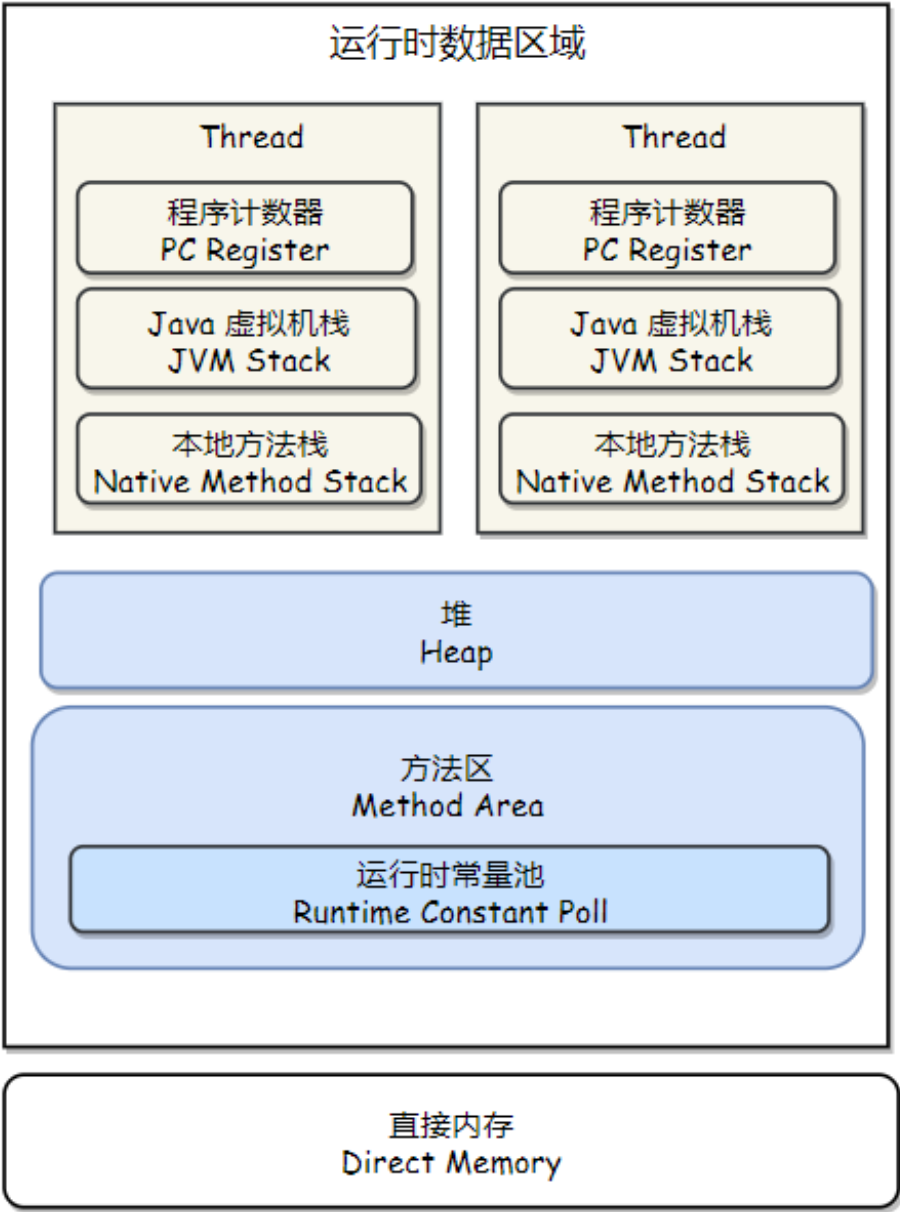 运行时数据区域
Thread
程序计数器
PC Register
Java 虚拟机栈
JVM Stack
本地方法栈
Native Method Stack
Thread
程序计数器
PC Register
Java 虚拟机栈
JVM Stack
本地方法栈
Native Method Stack
堆
Heap
方法区
Method Area
运行时常量池
Runtime Constant Poll
直接内存
Direct Memory